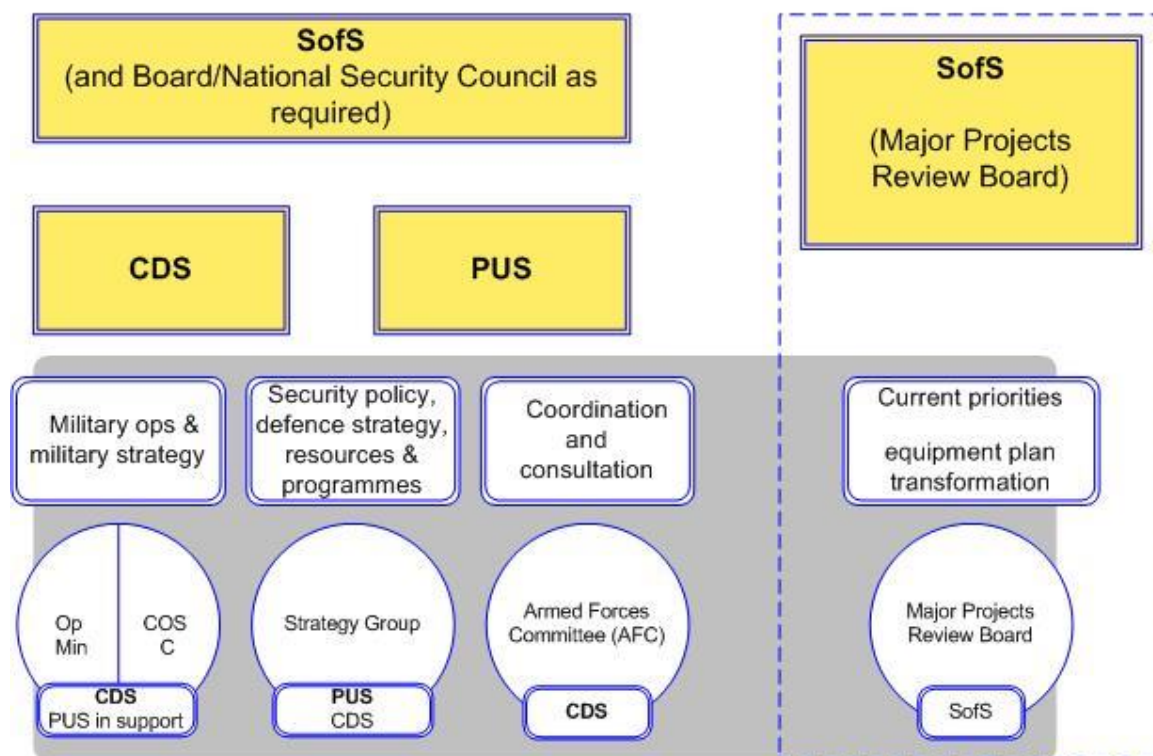 SofS
(and Board/National Security Council as
required)
SofS
(Major Projects
Review Board)
CDS
PUS
Military ops &
military strategy
Security policy,
defence strategy,
resources &
programmes
Coordination
and
consultation
Current priorities
equipment plan
transformation
Op
Min
COS
C
Strategy Group
Armed Forces
Committee (AFC)
Major Projects
Review Board
CDS
PUS in support
PUS
CDS
CDS
SofS